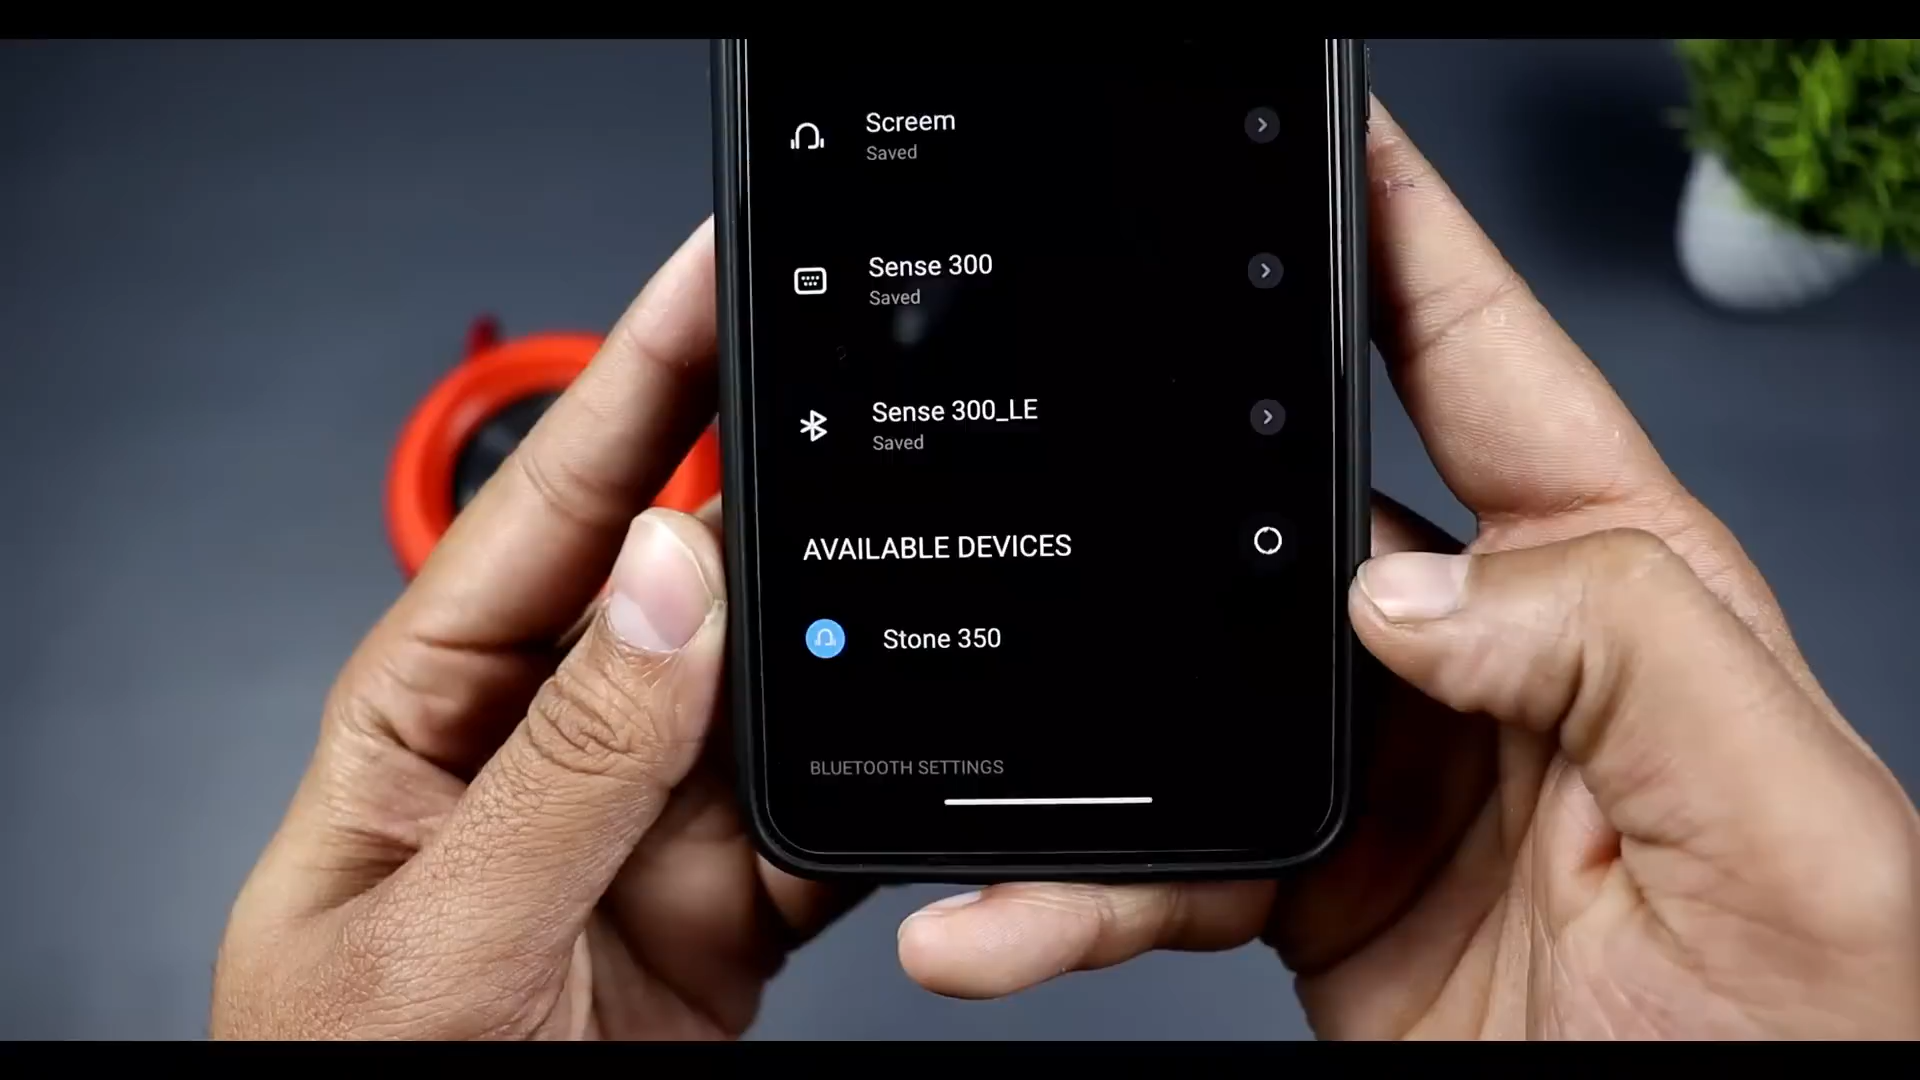 Screem
Saved
Sense 300
Saved
Sense 300_LE
Saved
AVAILABLE DEVICES
Stone 350
BLUETOOTH SETTINGS